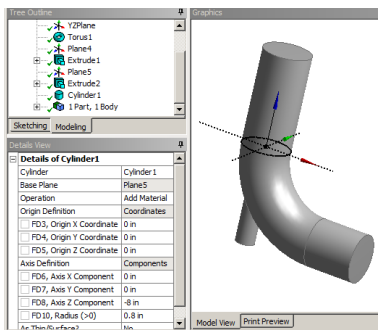 Tree Outline
YZPlane
Torus1
Plane4
Extrude1
Plane5
Extrude2
Cylinder1
1 Part, 1 Body
Sketching Modeling
Details View
Details of Cylinder1
Cylinder Cylinder1
Base Plane Plane5
Operation Add Material
Origin Definition Coordinates
FD3, Origin X Coordinate 0 in
FD4, Origin Y Coordinate 0 in
FD5, Origin Z Coordinate 0 in
Axis Definition Components
FD6, Axis X Component 0 in
FD7, Axis Y Component 0 in
FD8, Axis Z Component -8 in
FD10, Radius (>0) 0.8 in
As Thin/Surface? No
Graphics
Model View Print Preview